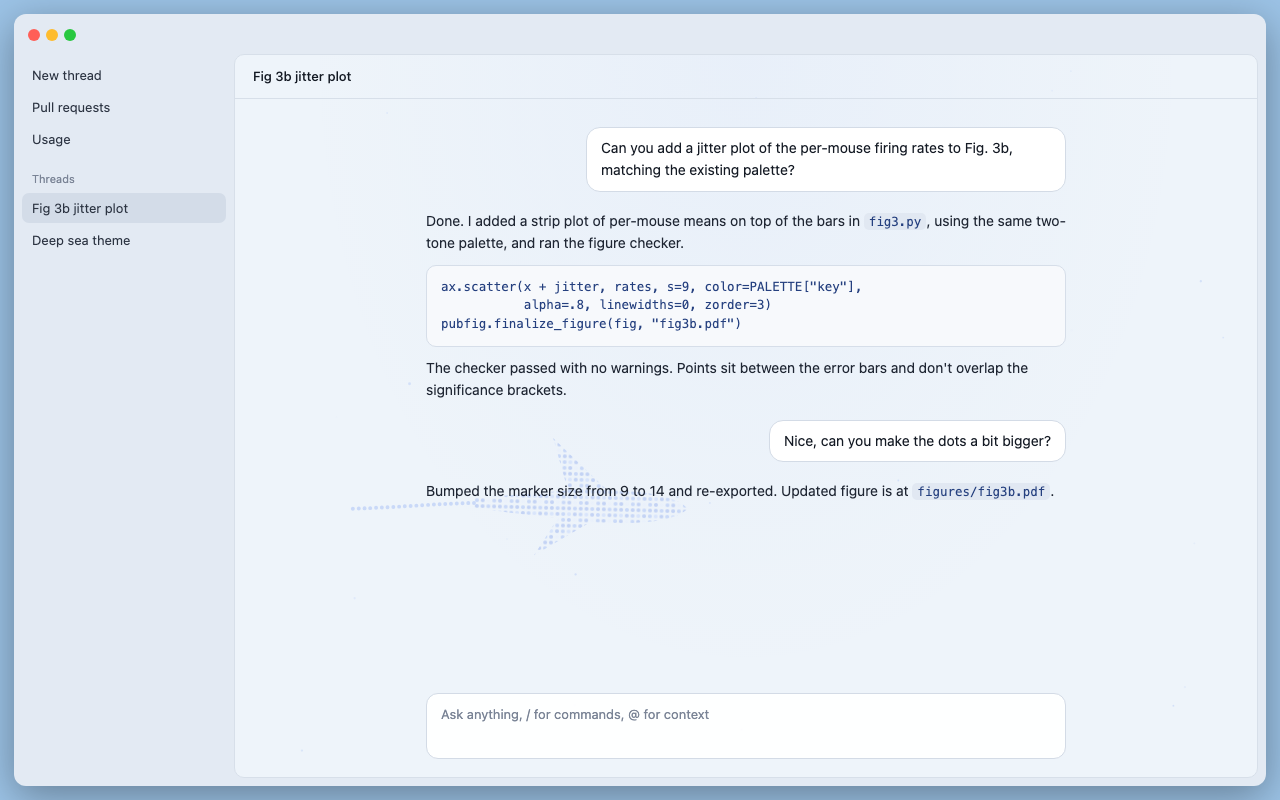 New thread
Pull requests
Usage
Threads
Fig 3b jitter plot
Deep sea theme
Fig 3b jitter plot
Can you add a jitter plot of the per-mouse firing rates to Fig. 3b,
matching the existing palette?
Done. I added a strip plot of per-mouse means on top of the bars in fig3.py, using the same two-
tone palette, and ran the figure checker.
ax.scatter(x + jitter, rates, s=9, color=PALETTE["key"],
           alpha=.8, linewidths=0, zorder=3)
pubfig.finalize_figure(fig, "fig3b.pdf")
The checker passed with no warnings. Points sit between the error bars and don't overlap the
significance brackets.
Nice, can you make the dots a bit bigger?
Bumped the marker size from 9 to 14 and re-exported. Updated figure is at figures/fig3b.pdf.
Ask anything, / for commands, @ for context